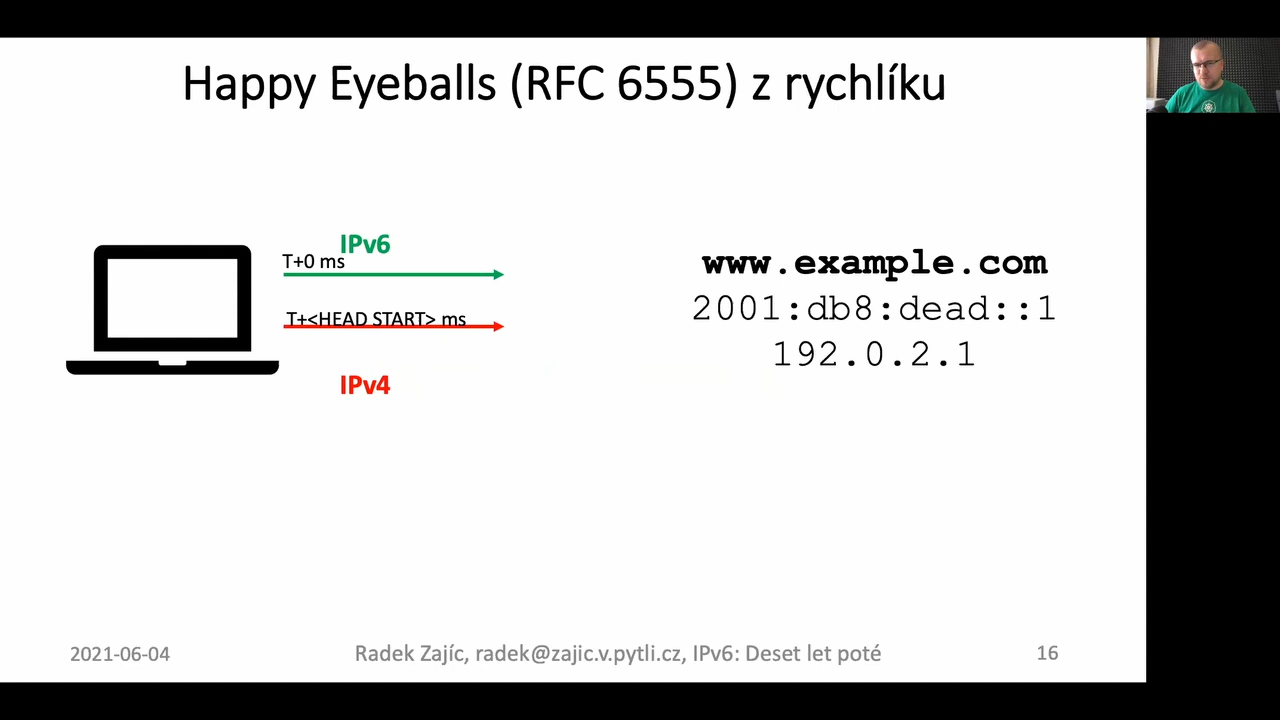 Happy Eyeballs (RFC 6555) z rychlíku
IPv6
T+0 ms
T+<HEAD START> ms
IPv4
www.example.com
2001:db8:dead::1
192.0.2.1
2021-06-04
Radek Zajíc, radek@zajic.v.pytli.cz, IPv6: Deset let poté
16